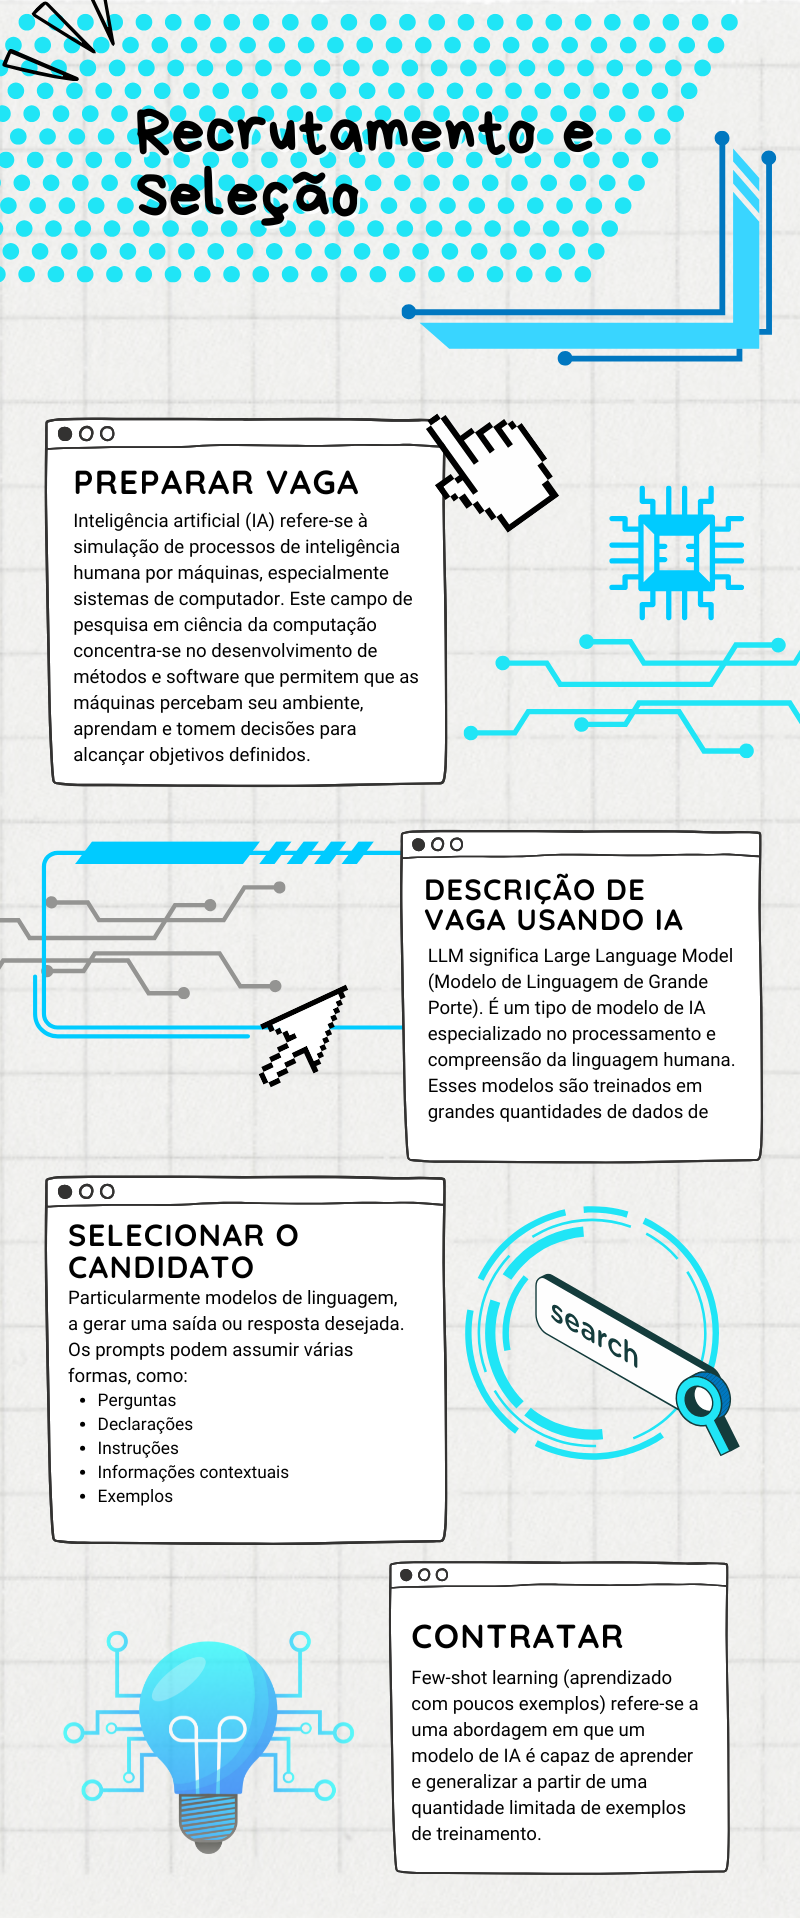 Recrutamento e
Seleção
PREPARAR VAGA
Inteligência artificial (IA) refere-se à
simulação de processos de inteligência
humana por máquinas, especialmente
sistemas de computador. Este campo de
pesquisa em ciência da computação
concentra-se no desenvolvimento de
métodos e software que permitem que as
máquinas percebam seu ambiente,
aprendam e tomem decisões para
alcançar objetivos definidos.
DESCRIÇÃO DE
VAGA USANDO IA
LLM significa Large Language Model
(Modelo de Linguagem de Grande
Porte). É um tipo de modelo de IA
especializado no processamento e
compreensão da linguagem humana.
Esses modelos são treinados em
grandes quantidades de dados de
SELECIONAR O
CANDIDATO
Particularmente modelos de linguagem,
a gerar uma saída ou resposta desejada.
Os prompts podem assumir várias
formas, como:
• Perguntas
• Declarações
• Instruções
• Informações contextuais
• Exemplos
search
CONTRATAR
Few-shot learning (aprendizado
com poucos exemplos) refere-se a
uma abordagem em que um
modelo de IA é capaz de aprender
e generalizar a partir de uma
quantidade limitada de exemplos
de treinamento.